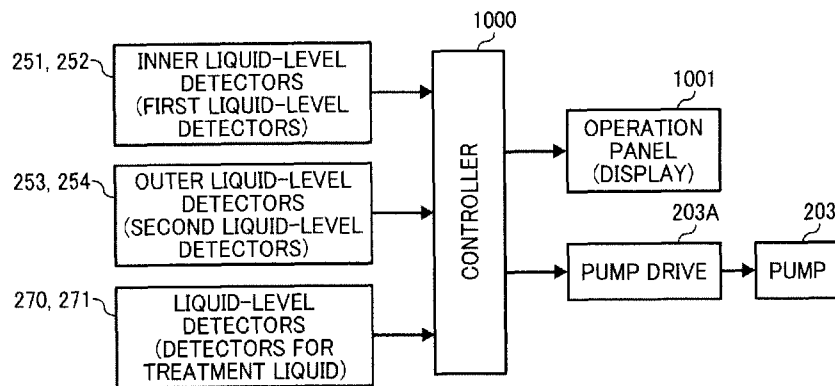 1000
251, 252
INNER LIQUID-LEVEL
DETECTORS
(FIRST LIQUID-LEVEL
DETECTORS)
1001
OPERATION
PANEL
(DISPLAY)
253, 254
OUTER LIQUID-LEVEL
DETECTORS
(SECOND LIQUID-LEVEL
DETECTORS)
CONTROLLER
203A
PUMP DRIVE
203
PUMP
270, 271
LIQUID-LEVEL
DETECTORS
(DETECTORS FOR
TREATMENT LIQUID)